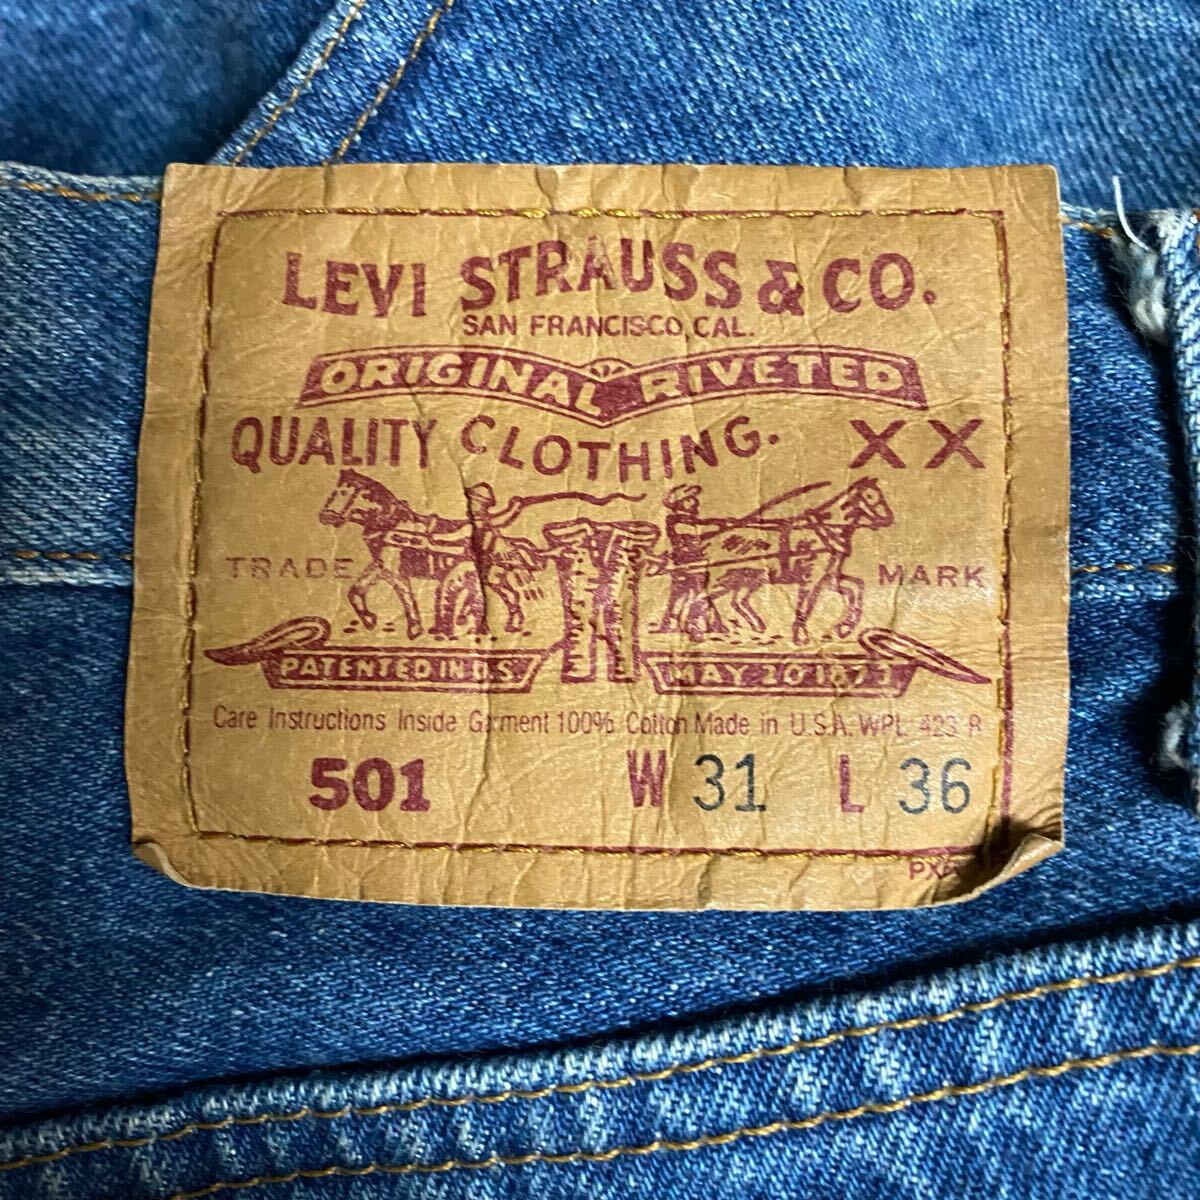 LEVI STRAUSS & CO.
SAN FRANCISCO, CAL.
ORIGINAL RIVETED
QUALITY CLOTHING. XX
TRADE MARK
PATENTED IN U.S. MAY 20 1873
Care Instructions Inside Garment 100% Cotton Made in U.S.A. WPL 423
501 W 31 L 36